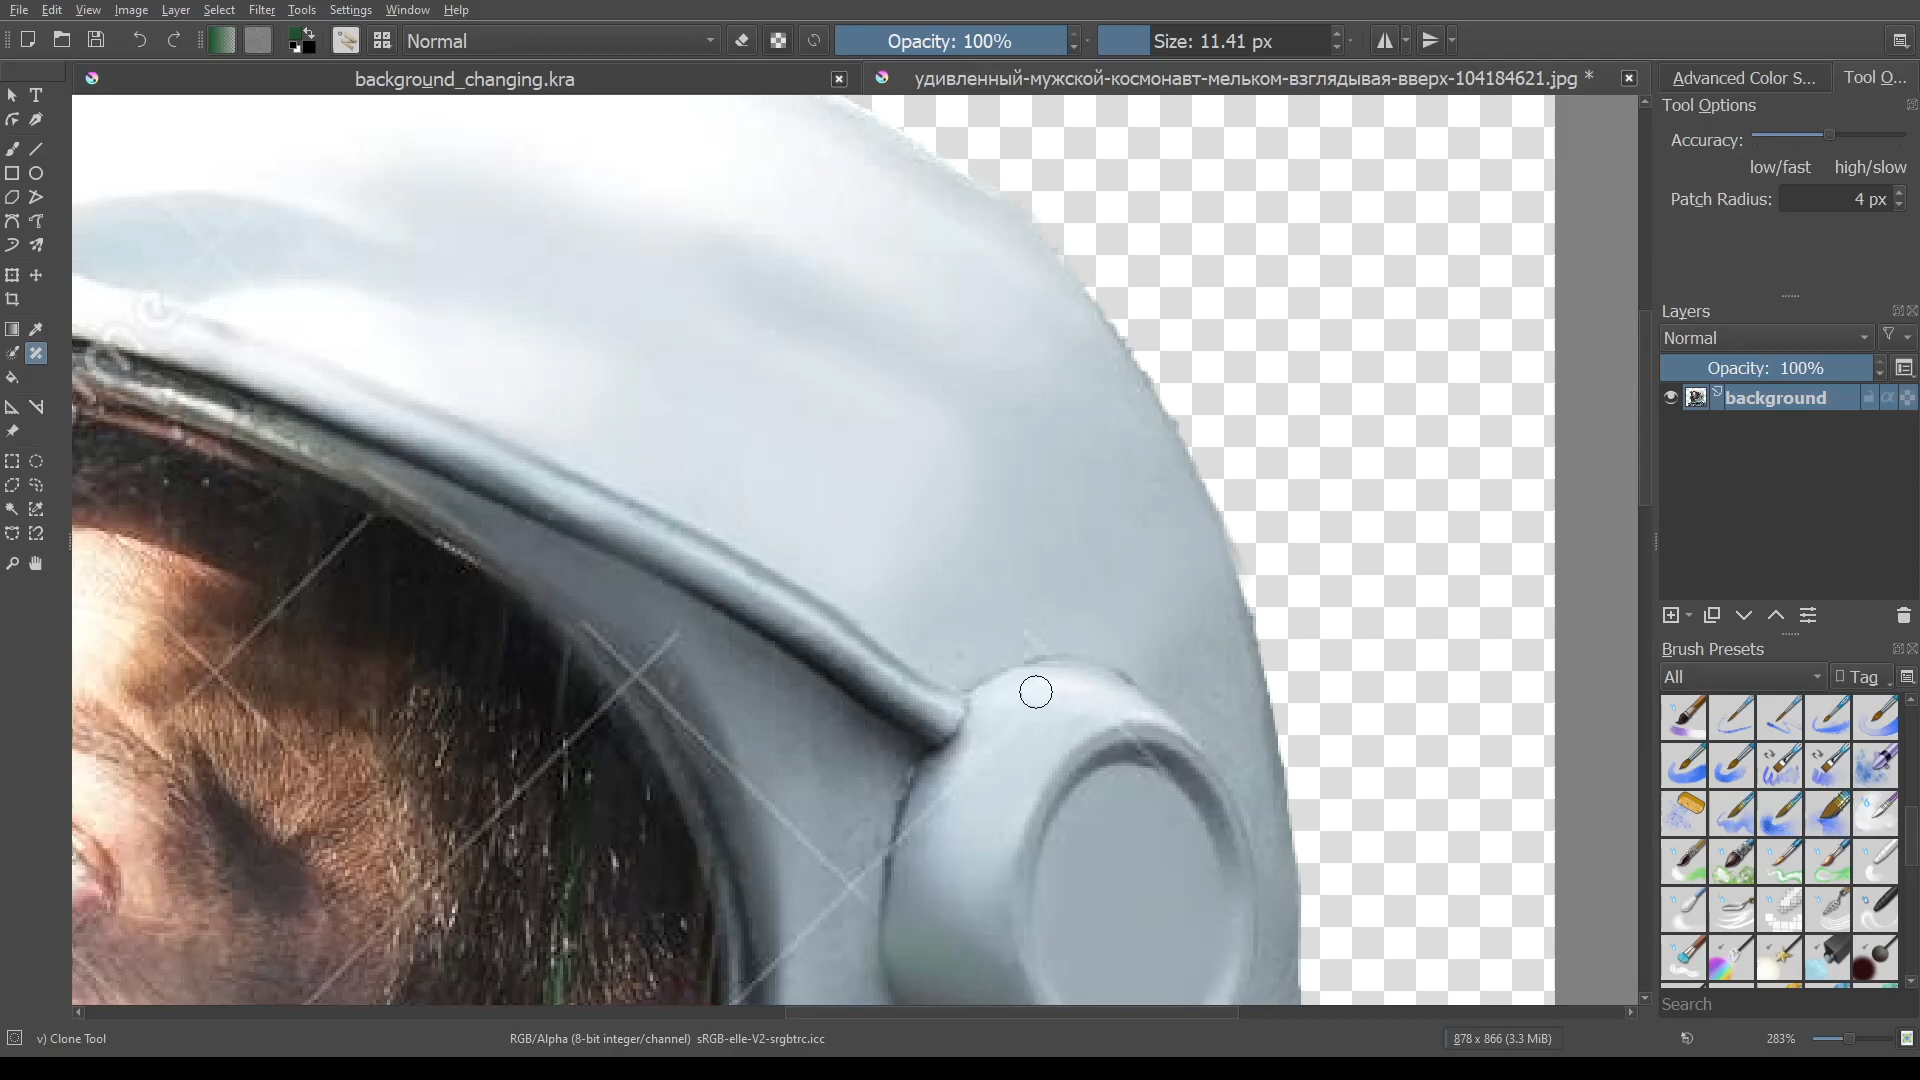 File Edit View Image Layer Select Filter Tools Settings Window Help
Normal
Opacity: 100%
Size: 11.41 px
background_changing.kra
удивленный-мужской-космонавт-мельком-взглядывая-вверх-104184621.jpg *
Advanced Color S...
Tool O...
Tool Options
Accuracy:
low/fast high/slow
Patch Radius: 4 px
Layers
Normal
Opacity: 100%
background
Brush Presets
All
Tag
Search
v) Clone Tool
RGB/Alpha (8-bit integer/channel) sRGB-elle-V2-srgbtrc.icc
878 x 866 (3.3 MiB)
283%